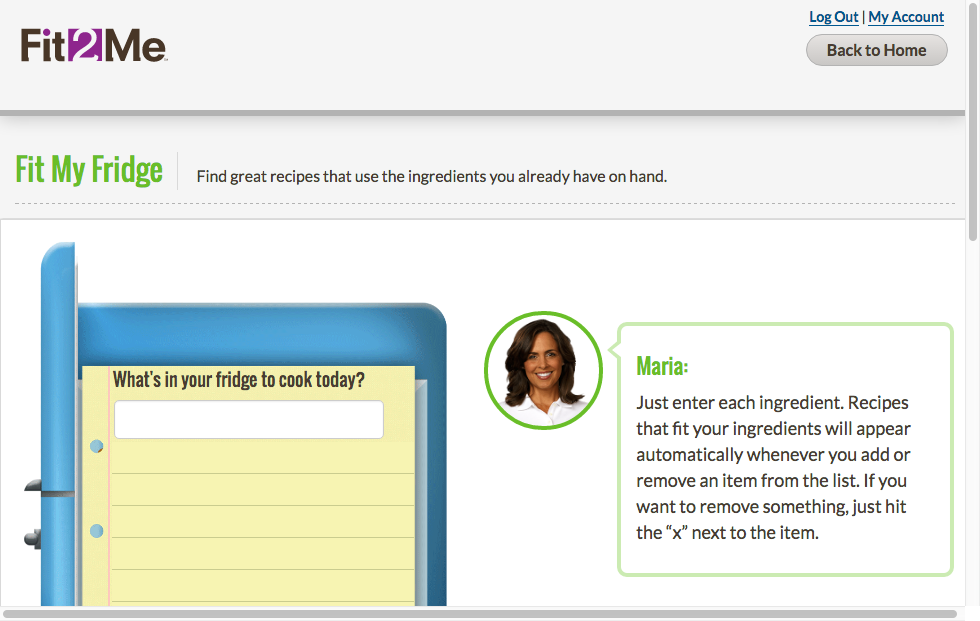 Log Out | My Account
Fit2Me
Back to Home
Fit My Fridge
Find great recipes that use the ingredients you already have on hand.
What's in your fridge to cook today?
Maria:
Just enter each ingredient. Recipes
that fit your ingredients will appear
automatically whenever you add or
remove an item from the list. If you
want to remove something, just hit
the “x” next to the item.